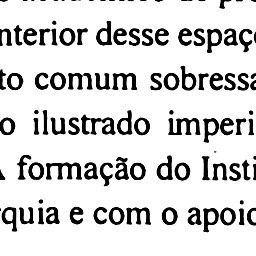 nterior desse espaç
to comum sobressa
o ilustrado imperi
A formação do Insti
rquia e com o apoio